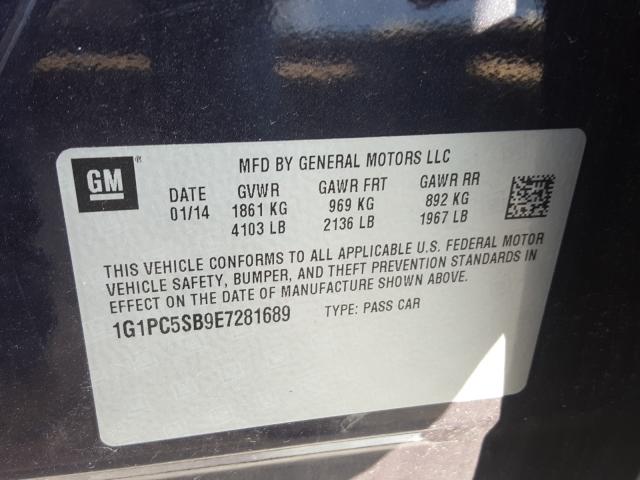 GM
MFD BY GENERAL MOTORS LLC
DATE GVWR GAWR FRT GAWR RR
01/14 1861 KG 969 KG 892 KG
4103 LB 2136 LB 1967 LB
THIS VEHICLE CONFORMS TO ALL APPLICABLE U.S. FEDERAL MOTOR
VEHICLE SAFETY, BUMPER, AND THEFT PREVENTION STANDARDS IN
EFFECT ON THE DATE OF MANUFACTURE SHOWN ABOVE.
1G1PC5SB9E7281689 TYPE: PASS CAR